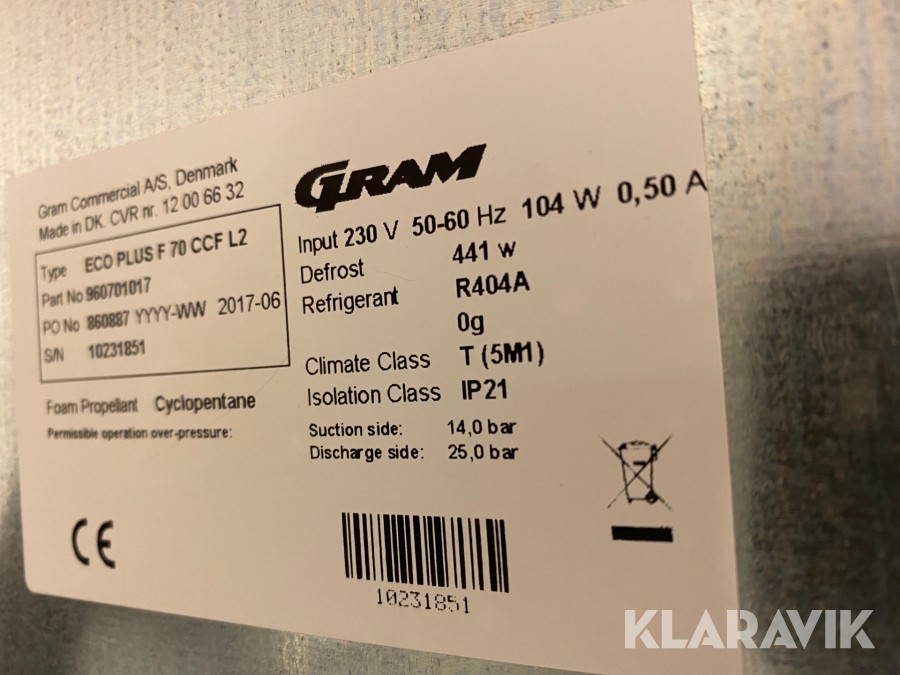 Gram Commercial A/S, Denmark
Made in DK. CVR nr. 12 00 66 32
Type ECO PLUS F 70 CCF L2
Part No 960701017
PO No 860887 YYYY-WW 2017-06
S/N 10231851
Foam Propellant Cyclopentane
Permissible operation over-pressure:
CE
GRAM
Input 230 V 50-60 Hz 104 W 0,50 A
Defrost 441 w
Refrigerant R404A
0g
Climate Class T (5M1)
Isolation Class IP21
Suction side: 14,0 bar
Discharge side: 25,0 bar
10231851
KLARAVIK